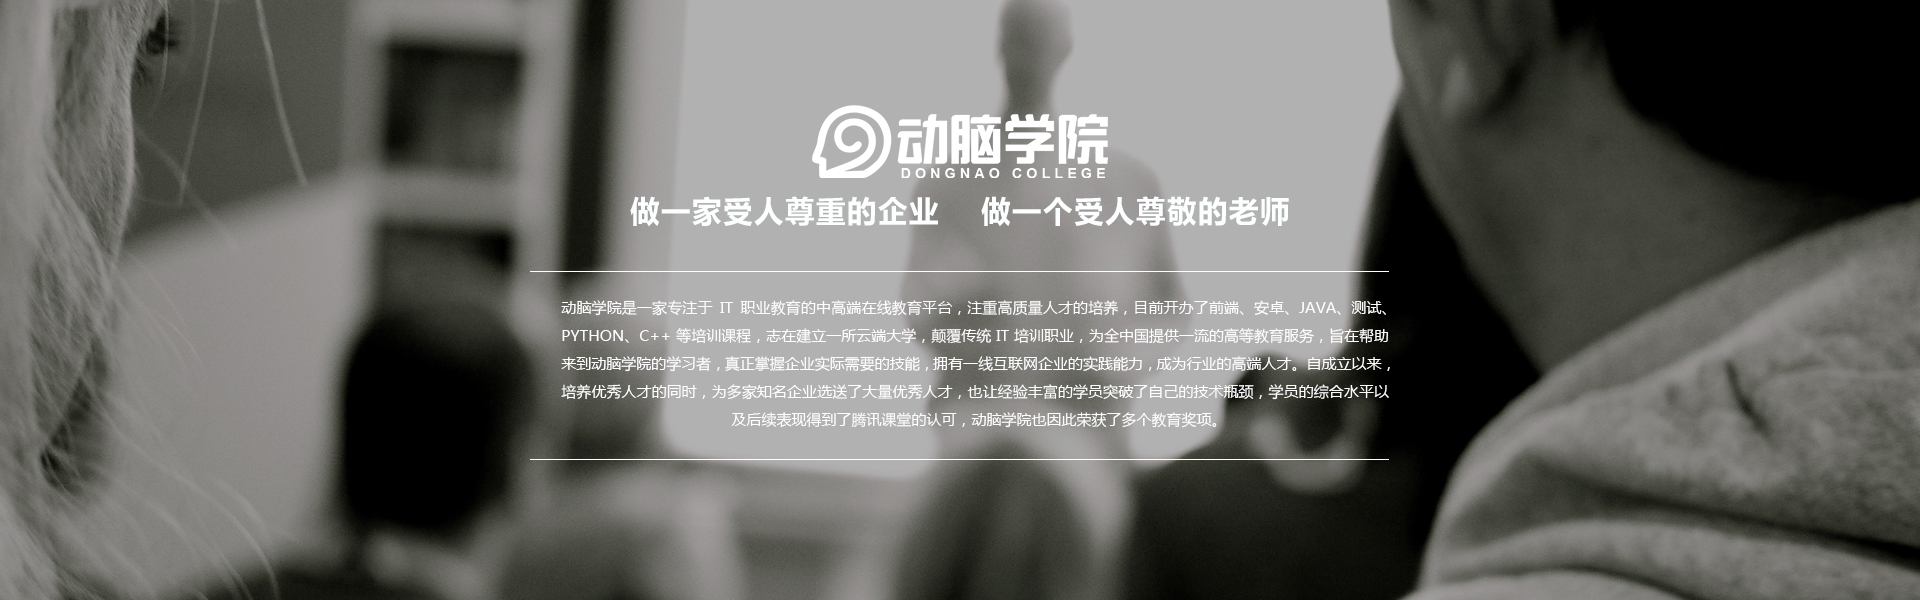 动脑学院
DONGNAO COLLEGE
做一家受人尊重的企业 做一个受人尊敬的老师
动脑学院是一家专注于 IT 职业教育的中高端在线教育平台，注重高质量人才的培养，目前开办了前端、安卓、JAVA、测试、
PYTHON、C++ 等培训课程，志在建立一所云端大学，颠覆传统 IT 培训职业，为全中国提供一流的高等教育服务，旨在帮助
来到动脑学院的学习者，真正掌握企业实际需要的技能，拥有一线互联网企业的实践能力，成为行业的高端人才。自成立以来，
培养优秀人才的同时，为多家知名企业选送了大量优秀人才，也让经验丰富的学员突破了自己的技术瓶颈，学员的综合水平以
及后续表现得到了腾讯课堂的认可，动脑学院也因此荣获了多个教育奖项。